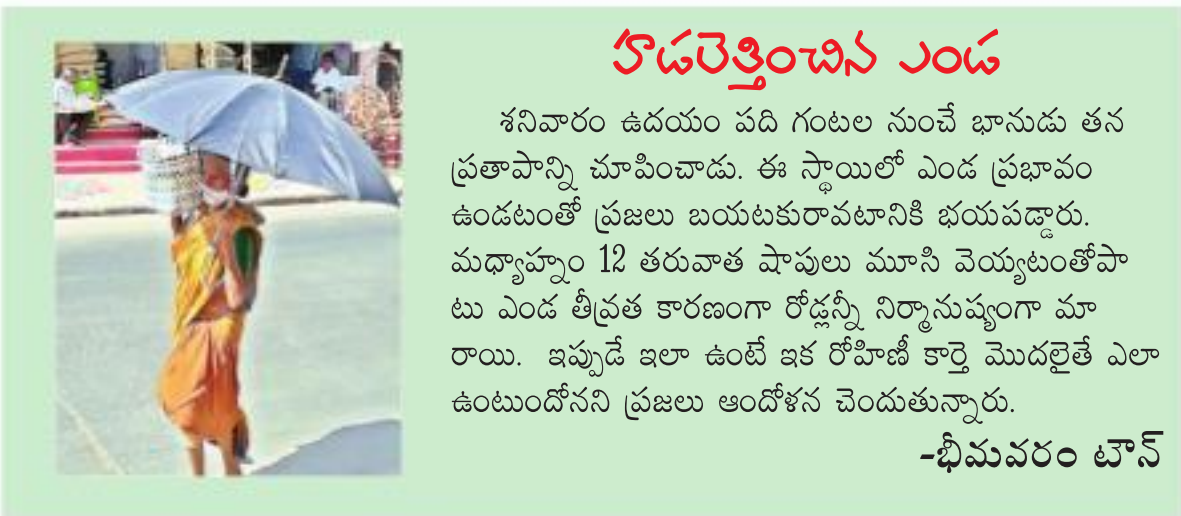 హడలెత్తించిన ఎండ
శనివారం ఉదయం పది గంటల నుంచే భానుడు తన
ప్రతాపాన్ని చూపించాడు. ఈ స్థాయిలో ఎండ ప్రభావం
ఉండటంతో ప్రజలు బయటకురావటానికి భయపడ్డారు.
మధ్యాహ్నం 12 తరువాత షాపులు మూసి వెయ్యటంతోపా
టు ఎండ తీవ్రత కారణంగా రోడ్లన్నీ నిర్మానుష్యంగా మా
రాయి. ఇప్పుడే ఇలా ఉంటే ఇక రోహిణీ కార్తె మొదలైతే ఎలా
ఉంటుందోనని ప్రజలు ఆందోళన చెందుతున్నారు.
-భీమవరం టౌన్